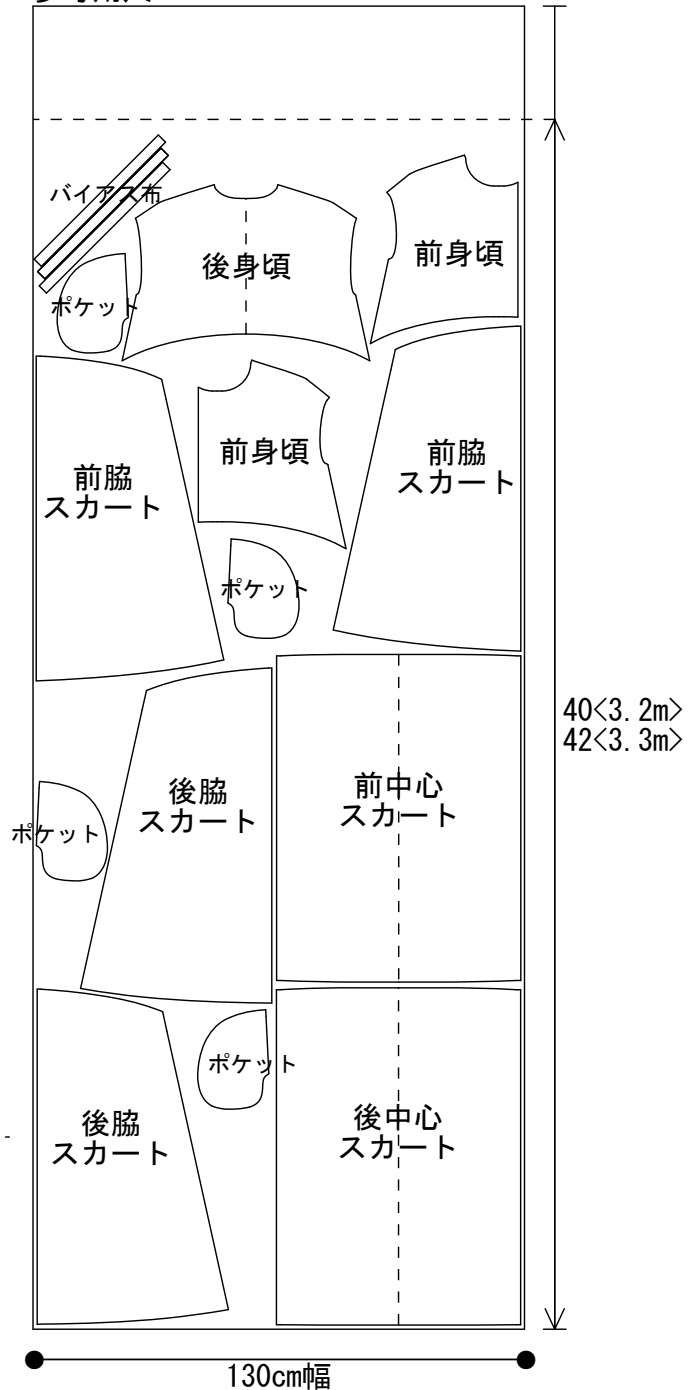 バイアス布
後身頃
前身頃
ポケット
前脇
スカート
前身頃
前脇
スカート
ポケット
40<3.2m>
42<3.3m>
後脇
スカート
前中心
スカート
ポケット
ポケット
後脇
スカート
後中心
スカート
130cm幅